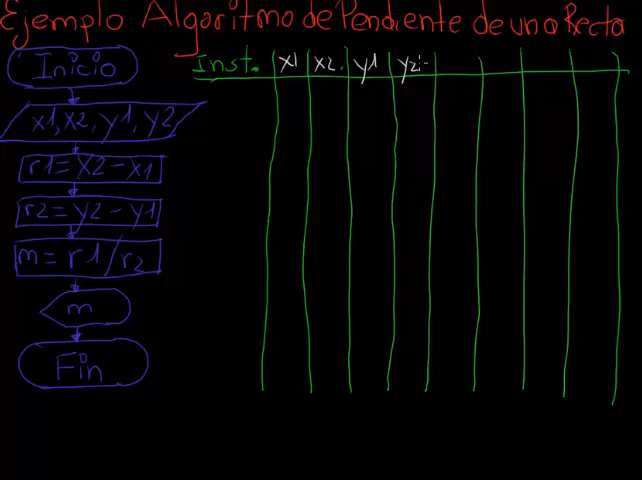 Ejemplo Algoritmo de Pendiente de una Recta
Inicio
x1, x2, y1, y2
r1 = x2 - x1
r2 = y2 - y1
m = r1 / r2
m
Fin
Inst. x1 x2 y1 y2